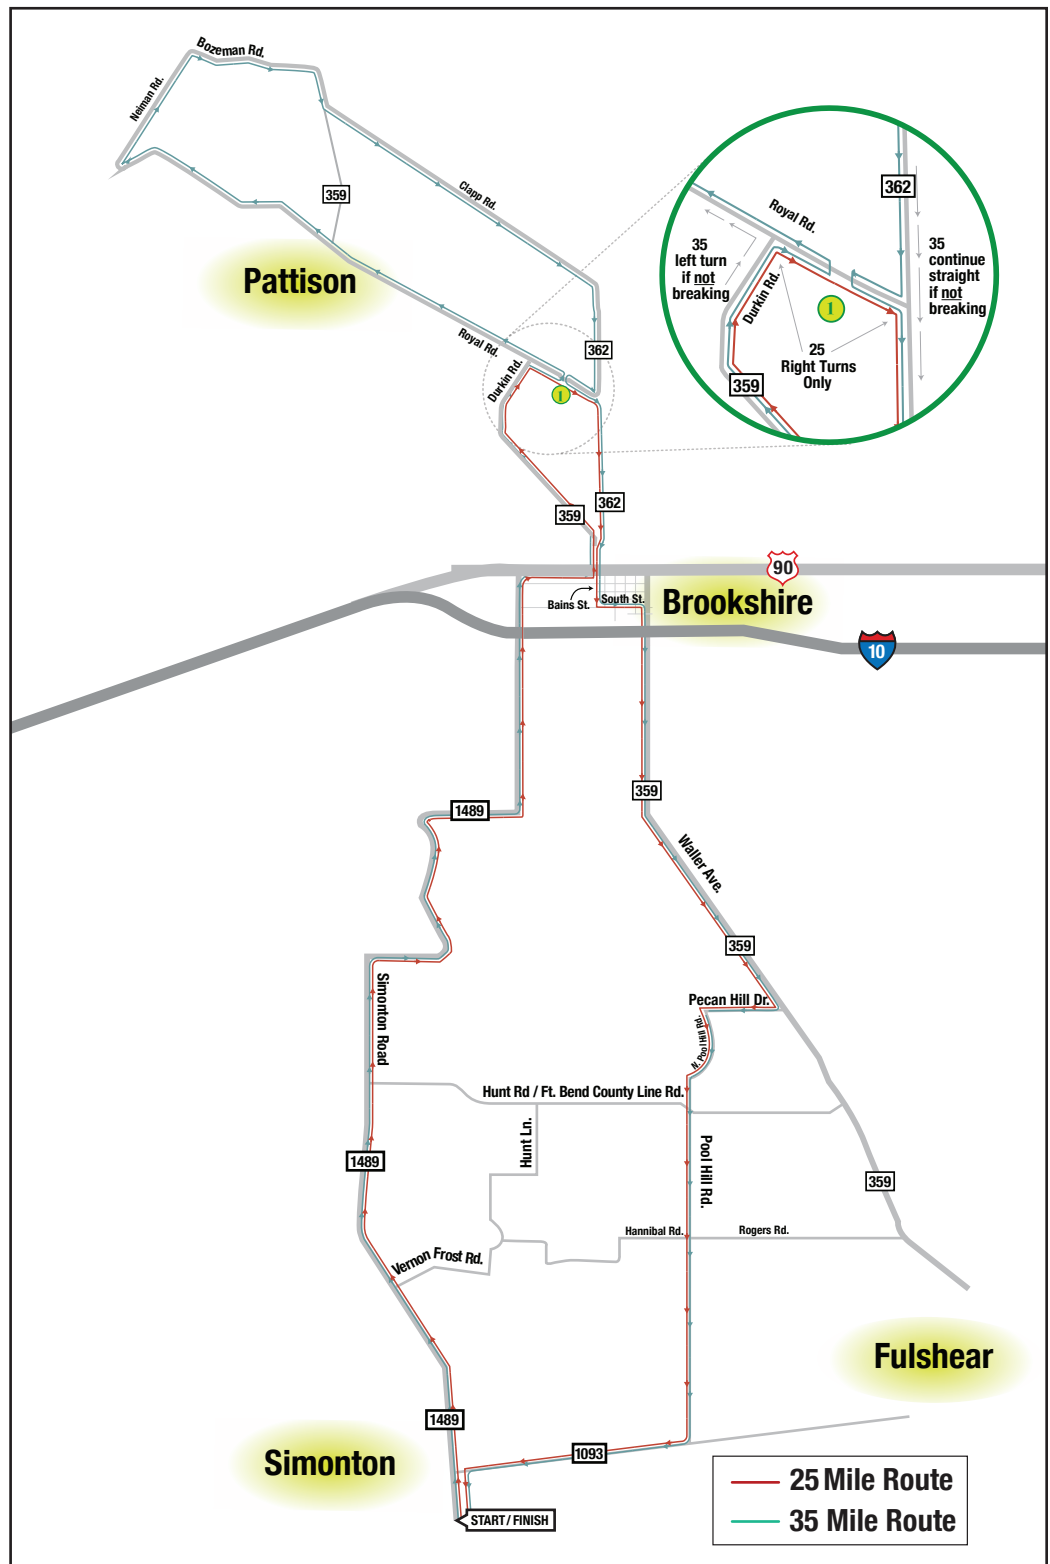 Bozeman Rd.
Neiman Rd.
359
Clapp Rd.
Pattison
Royal Rd.
Durkin Rd.
362
1
359
362
Royal Rd.
362
35
left turn
if not
breaking
35
continue
straight
if not
breaking
Durkin Rd.
1
25
Right Turns
Only
359
90
Bains St.
South St.
Brookshire
10
359
1489
Waller Ave.
359
Pecan Hill Dr.
N. Pool Hill Rd.
Simonton Road
Hunt Rd / Ft. Bend County Line Rd.
Hunt Ln.
Pool Hill Rd.
1489
359
Hannibal Rd.
Rogers Rd.
Vernon Frost Rd.
Fulshear
1489
Simonton
1093
START / FINISH
25 Mile Route
35 Mile Route